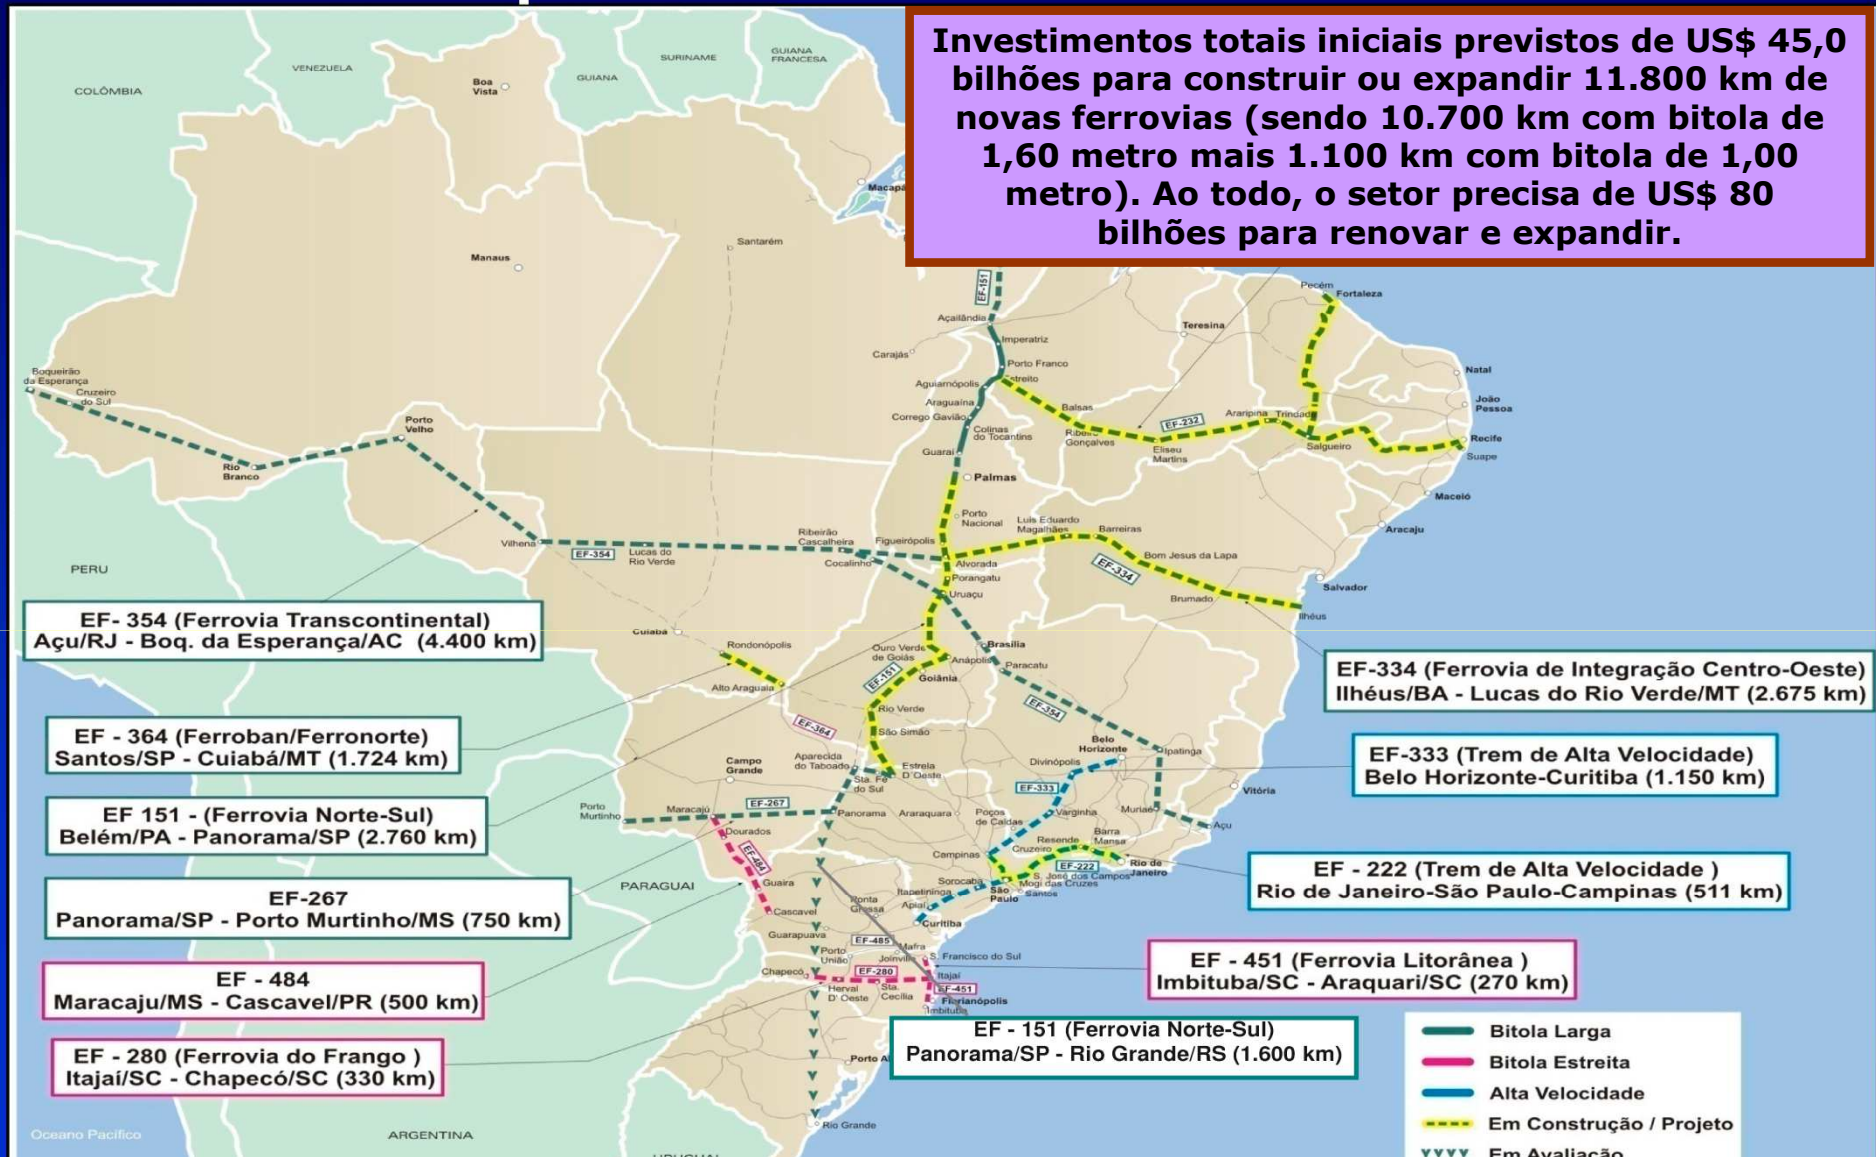 Investimentos totais iniciais previstos de US$ 45,0
bilhões para construir ou expandir 11.800 km de
novas ferrovias (sendo 10.700 km com bitola de
1,60 metro mais 1.100 km com bitola de 1,00
metro). Ao todo, o setor precisa de US$ 80
bilhões para renovar e expandir.
COLÔMBIA
VENEZUELA
Boa
Vista
GUIANA
SURINAME
GUIANA
FRANCESA
Macapá
Santarém
Manaus
EF-151
Pecém
Fortaleza
Açailândia
Teresina
Imperatriz
Carajás
Porto Franco
Estreito
Natal
Boqueirão
da Esperança
Cruzeiro
do Sul
Aguiarnópolis
Araguaína
Balsas
João
Pessoa
Porto
Velho
Corrego Gavião
Colinas
do Tocantins
Ribeiro
Gonçalves
EF-232
Araripina
Trindade
Salgueiro
Recife
Suape
Eliseu
Martins
Guaraí
Rio
Branco
Palmas
Maceió
Porto
Nacional
Luis Eduardo
Magalhães
Barreiras
Aracaju
Vilhena
EF-354
Lucas do
Rio Verde
Ribeirão
Cascalheira
Figueirópolis
Cocalinho
Alvorada
Bom Jesus da Lapa
EF-334
PERU
Porangatu
Uruaçu
Brumado
Salvador
Ilhéus
EF- 354 (Ferrovia Transcontinental)
Açu/RJ - Boq. da Esperança/AC (4.400 km)
Cuiabá
Rondonópolis
Alto Araguaia
Ouro Verde
de Goiás
Anápolis
Brasília
Paracatu
Goiânia
EF-151
EF-334 (Ferrovia de Integração Centro-Oeste)
Ilhéus/BA - Lucas do Rio Verde/MT (2.675 km)
EF-354
Rio Verde
EF-364
São Simão
EF - 364 (Ferroban/Ferronorte)
Santos/SP - Cuiabá/MT (1.724 km)
Belo
Horizonte
Ipatinga
EF-333 (Trem de Alta Velocidade)
Belo Horizonte-Curitiba (1.150 km)
Campo
Grande
Aparecida
do Taboado
Sta. Fé
do Sul
Estrela
D´Oeste
Divinópolis
EF-333
Vitória
EF 151 - (Ferrovia Norte-Sul)
Belém/PA - Panorama/SP (2.760 km)
Porto
Murtinho
Maracajú
EF-267
Panorama
Araraquara
Poços
de Caldas
Varginha
Muriaé
Açu
Dourados
EF-484
Campinas
Resende
Cruzeiro
Barra
Mansa
Rio de
Janeiro
EF-222
EF - 222 (Trem de Alta Velocidade )
Rio de Janeiro-São Paulo-Campinas (511 km)
S. José dos Campos
Mogi das Cruzes
Santos
São
Paulo
Sorocaba
Itapetininga
Apiaí
EF-267
Panorama/SP - Porto Murtinho/MS (750 km)
PARAGUAI
Guaira
Cascavel
Ponta
Grossa
Curitiba
Guarapuava
EF-485
Mafra
Porto
União
Joinville
S. Francisco do Sul
EF - 451 (Ferrovia Litorânea )
Imbituba/SC - Araquari/SC (270 km)
EF - 484
Maracaju/MS - Cascavel/PR (500 km)
Chapecó
EF-280
Itajaí
Herval
D' Oeste
Sta.
Cecília
EF-451
Florianópolis
Imbituba
EF - 151 (Ferrovia Norte-Sul)
Panorama/SP - Rio Grande/RS (1.600 km)
EF - 280 (Ferrovia do Frango )
Itajaí/SC - Chapecó/SC (330 km)
Porto
Rio Grande
Oceano Pacífico
ARGENTINA
URUGUAI
Bitola Larga
Bitola Estreita
Alta Velocidade
Em Construção / Projeto
Em Avaliação